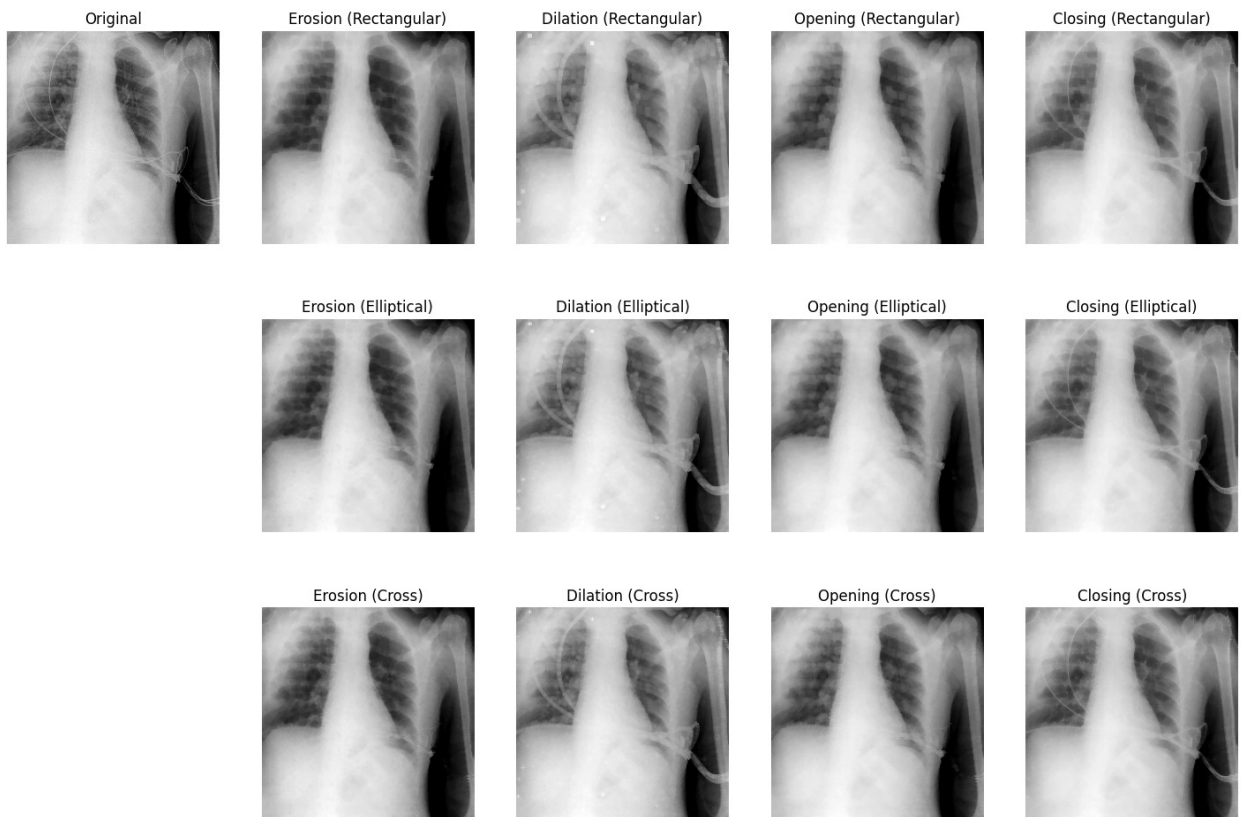 Original
Erosion (Rectangular)
Dilation (Rectangular)
Opening (Rectangular)
Closing (Rectangular)
Erosion (Elliptical)
Dilation (Elliptical)
Opening (Elliptical)
Closing (Elliptical)
Erosion (Cross)
Dilation (Cross)
Opening (Cross)
Closing (Cross)